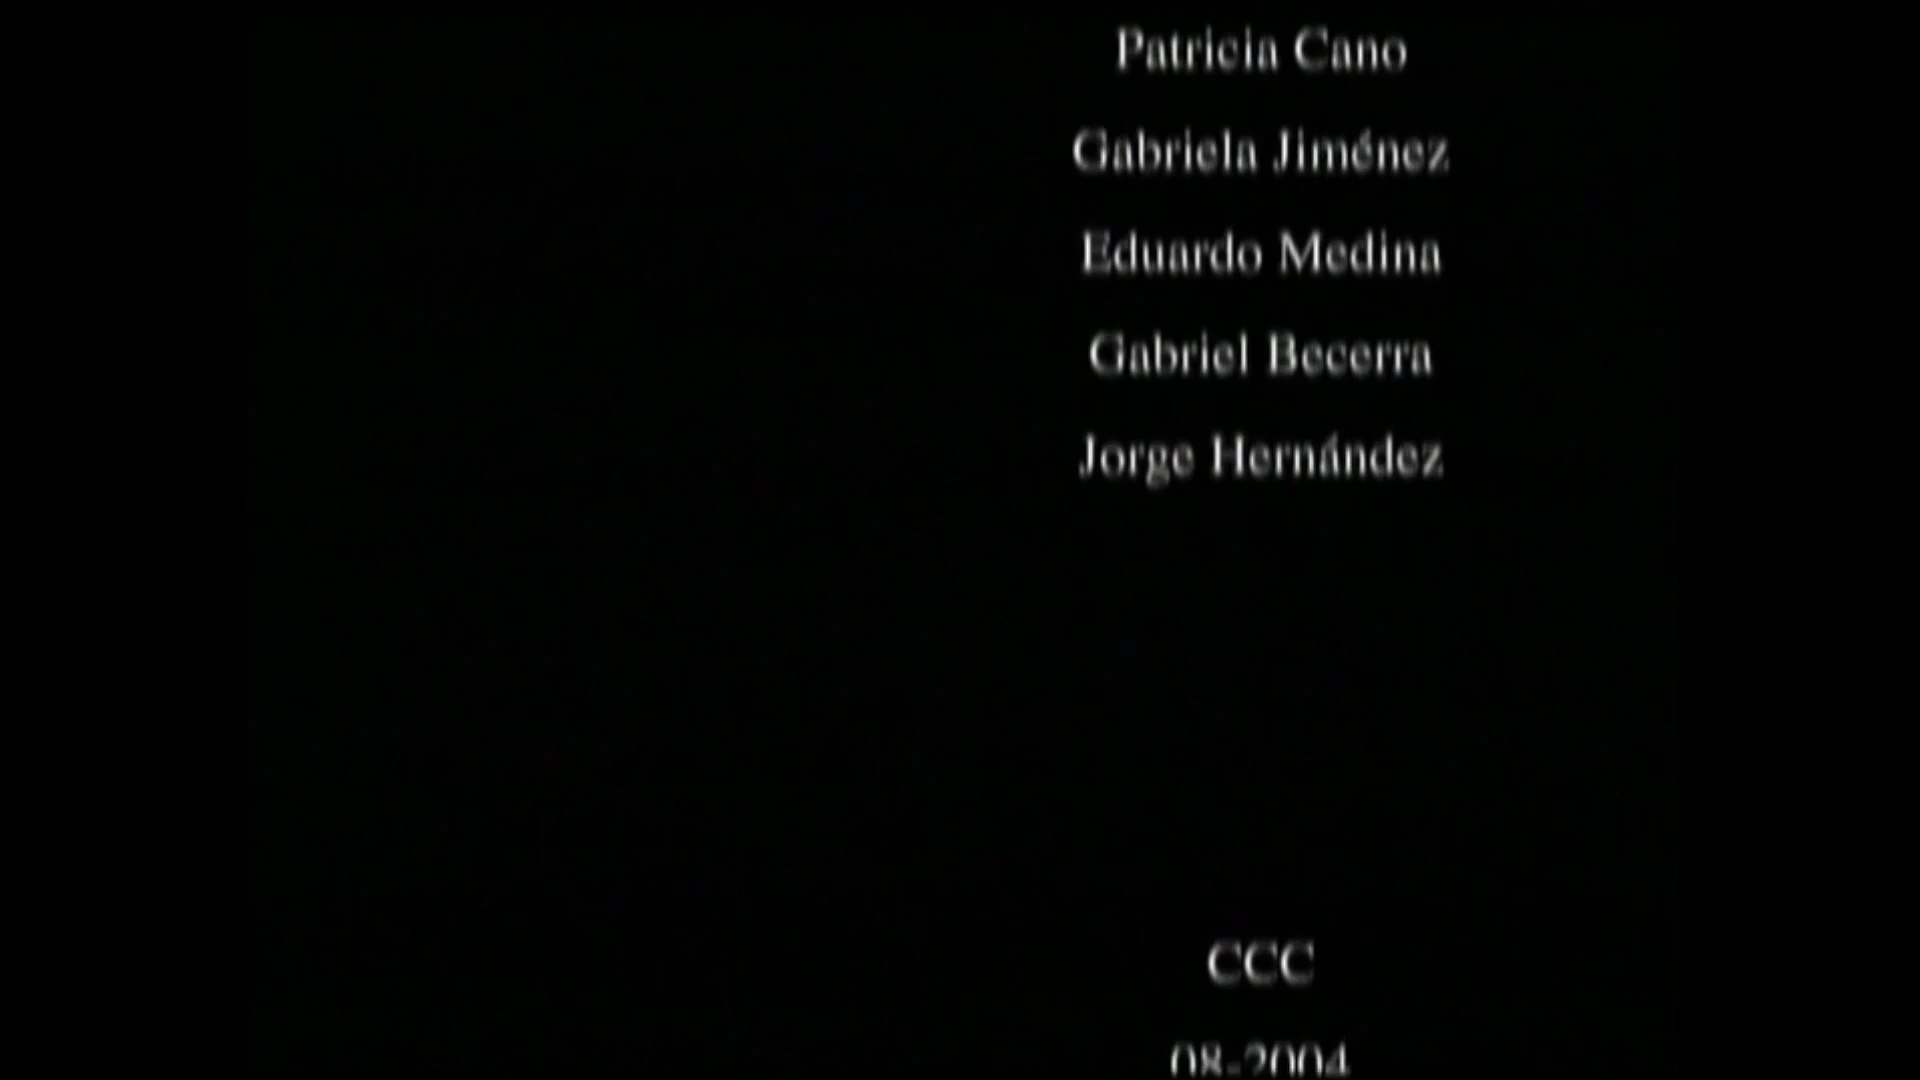 Patricia Cano
Gabriela Jiménez
Eduardo Medina
Gabriel Becerra
Jorge Hernández
CCC
08-2004